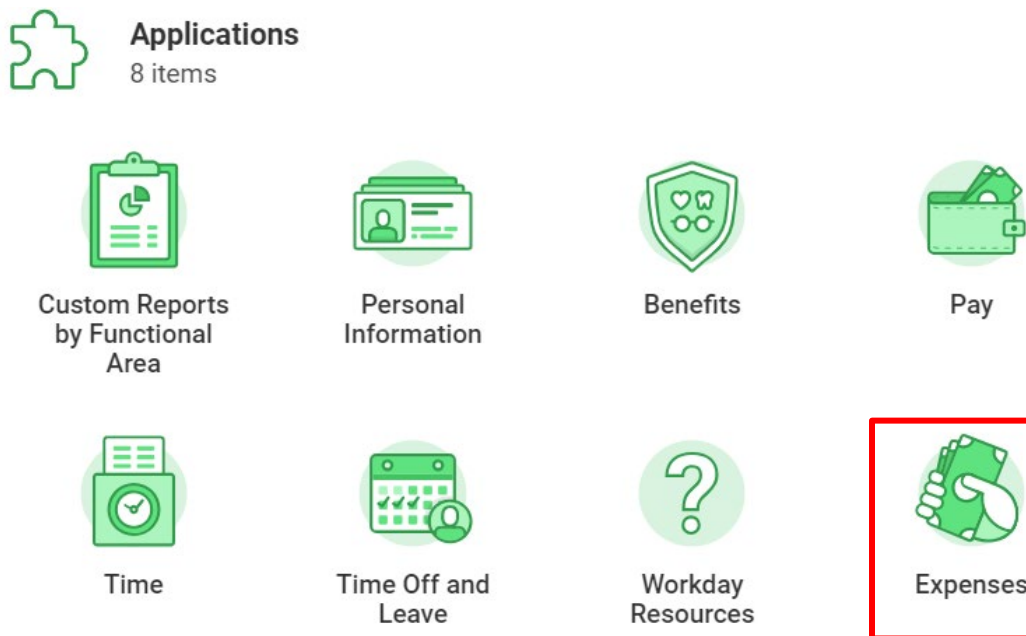 Applications
8 items
Custom Reports
by Functional
Area
Personal
Information
Benefits
Pay
Time
Time Off and
Leave
Workday
Resources
Expenses